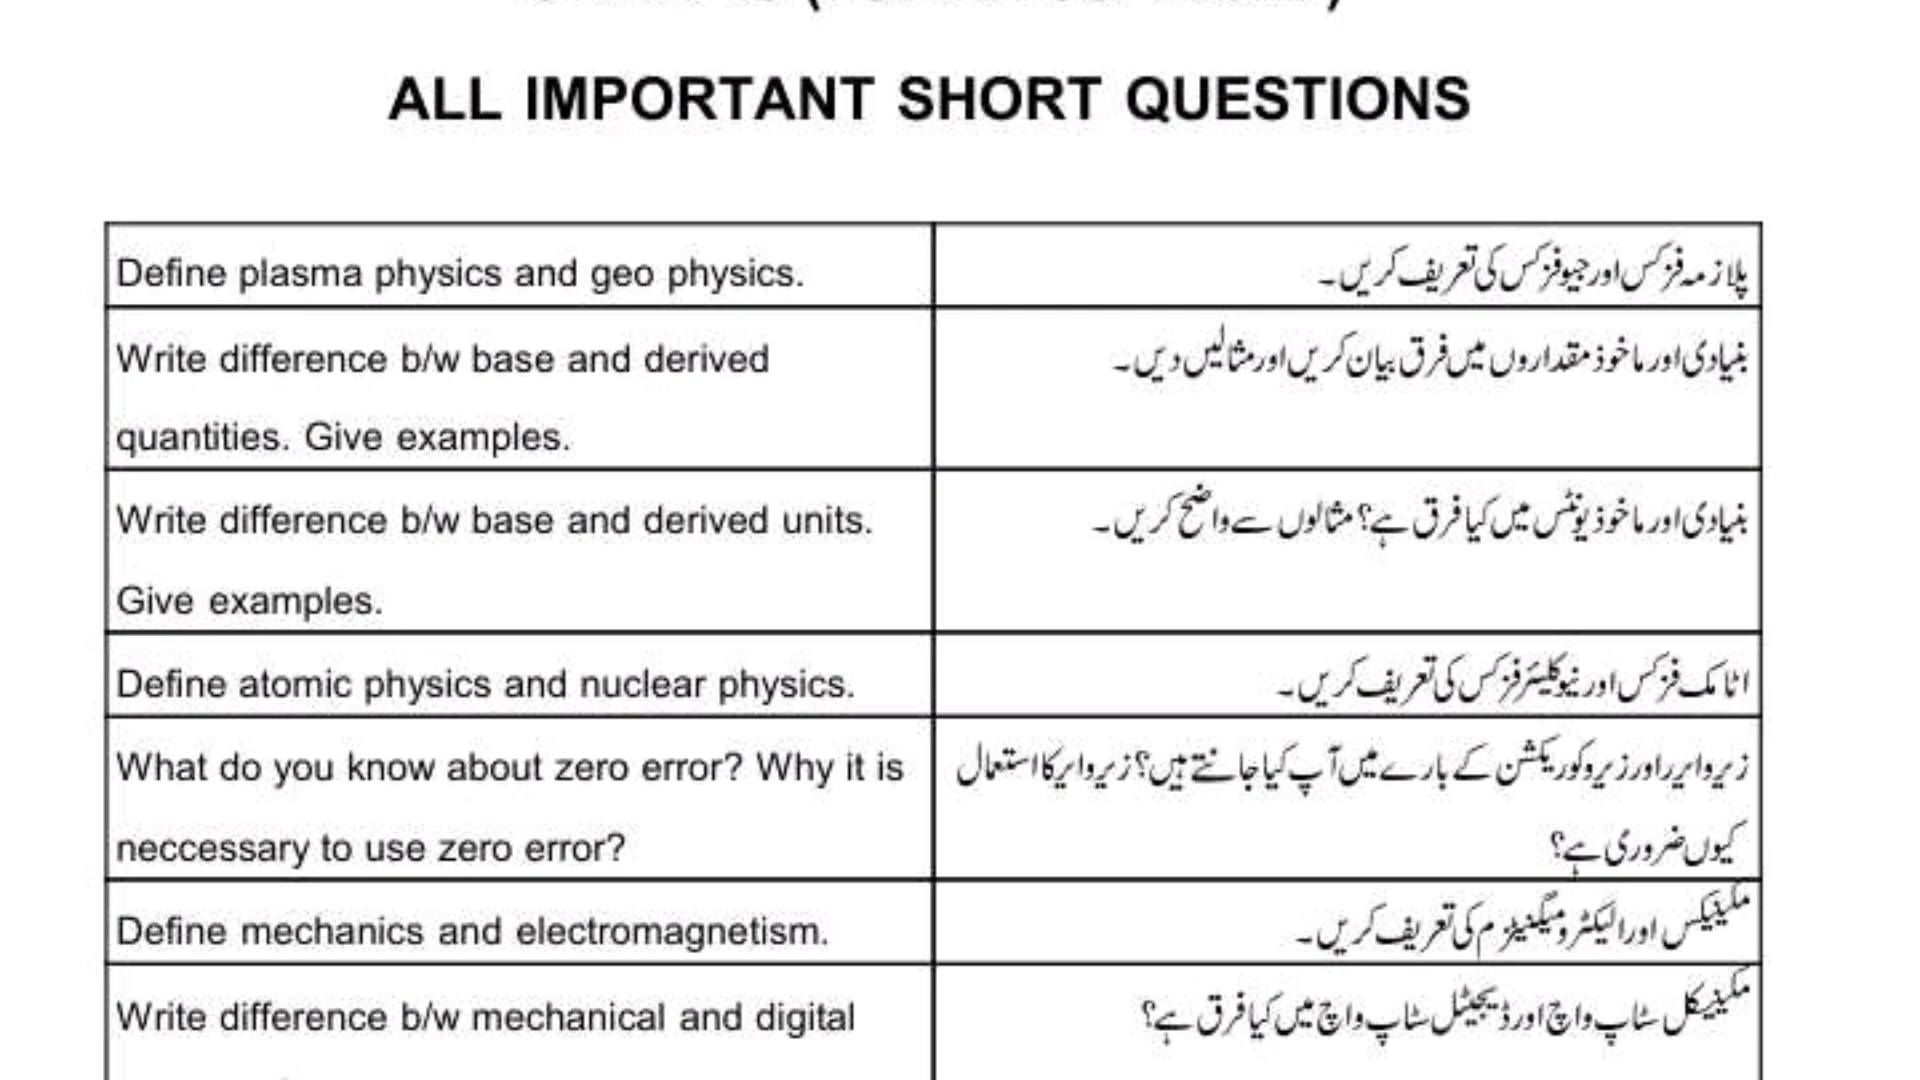 ALL IMPORTANT SHORT QUESTIONS
Define plasma physics and geo physics.
پلازمہ فزکس اور جیو فزکس کی تعریف کریں۔
Write difference b/w base and derived
quantities. Give examples.
بنیادی اور ماخوذ مقداروں میں فرق بیان کریں اور مثالیں دیں۔
Write difference b/w base and derived units.
Give examples.
بنیادی اور ماخوذ یونٹس میں کیا فرق ہے؟ مثالوں سے واضح کریں۔
Define atomic physics and nuclear physics.
اٹامک فزکس اور نیوکلیئر فزکس کی تعریف کریں۔
What do you know about zero error? Why it is
neccessary to use zero error?
زیرو ایرر اور زیرو کوریکشن کے بارے میں آپ کیا جانتے ہیں؟ زیرو ایر کا استعمال
کیوں ضروری ہے؟
Define mechanics and electromagnetism.
مکینیکس اور الیکٹرو میگنیٹزم کی تعریف کریں۔
Write difference b/w mechanical and digital
مکینیکل سٹاپ واچ اور ڈیجیٹل سٹاپ واچ میں کیا فرق ہے؟